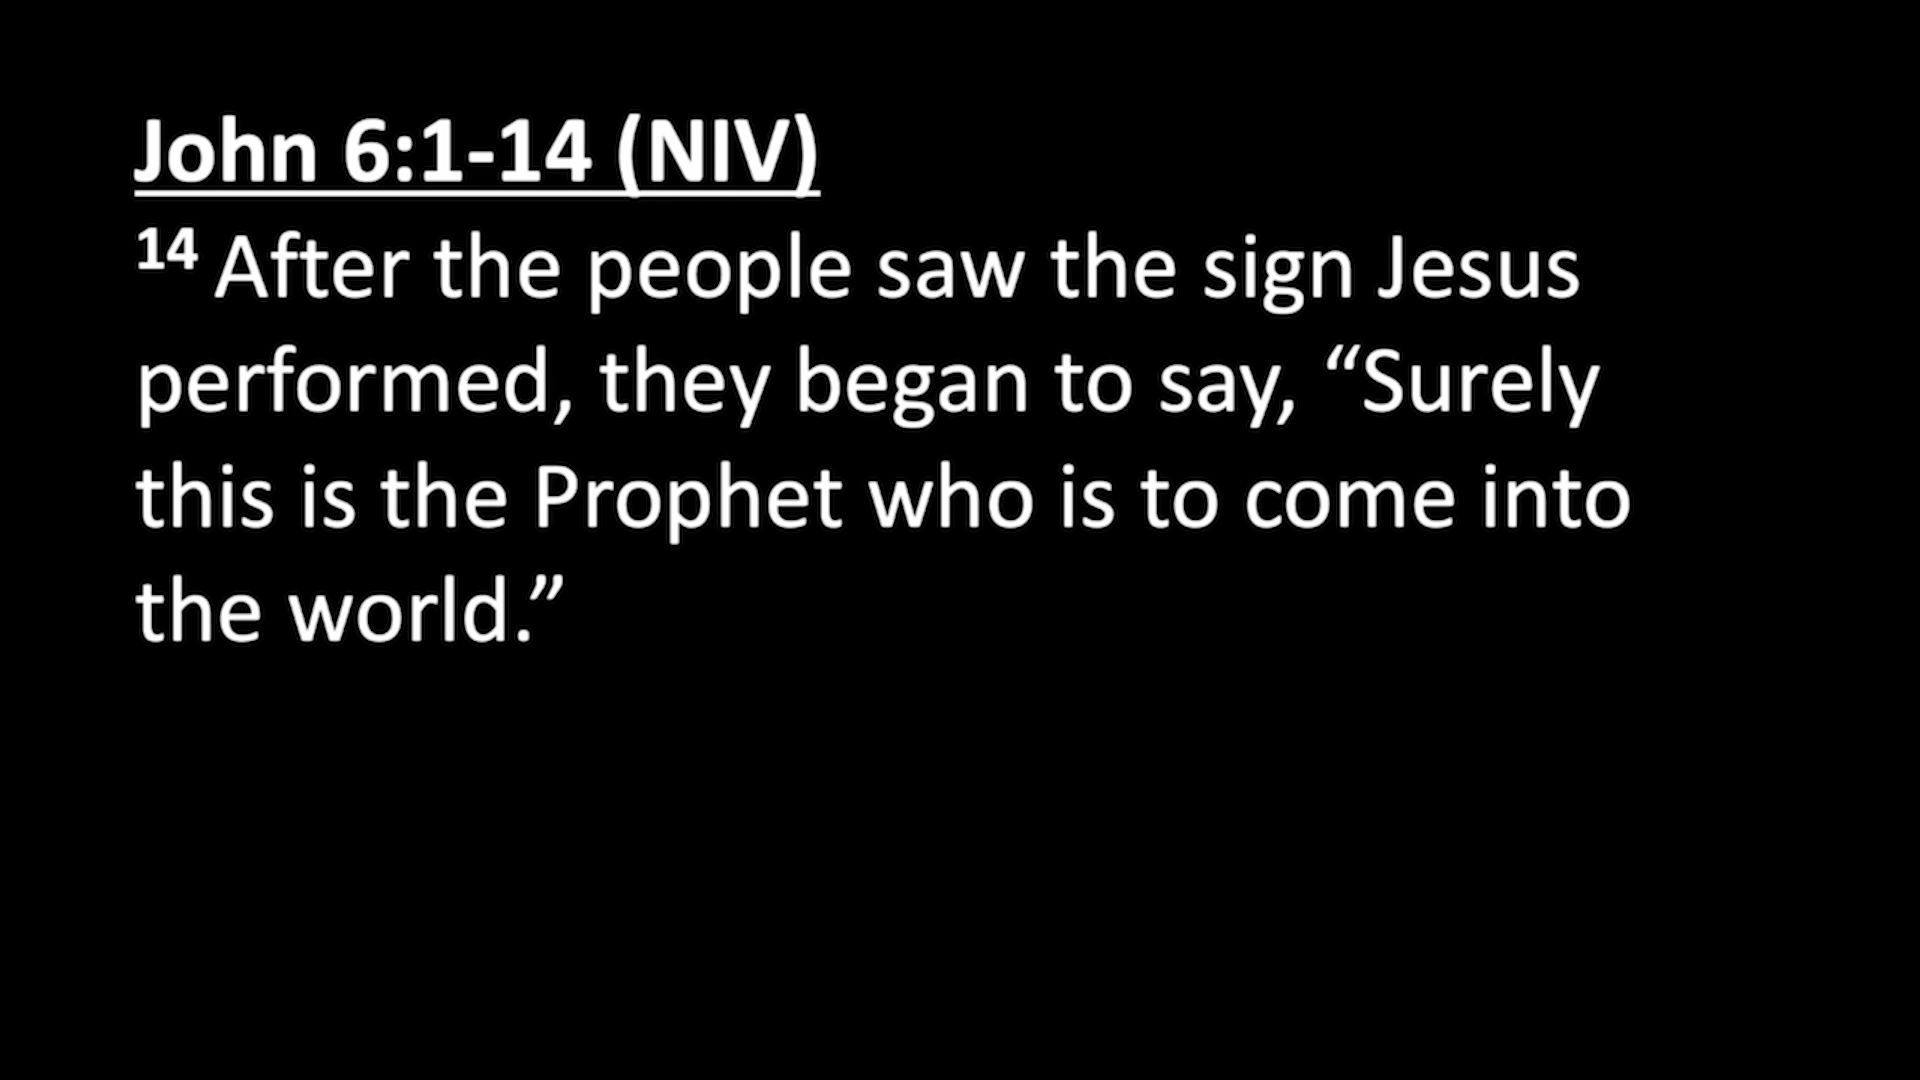 John 6:1-14 (NIV)
14 After the people saw the sign Jesus
performed, they began to say, “Surely
this is the Prophet who is to come into
the world.”